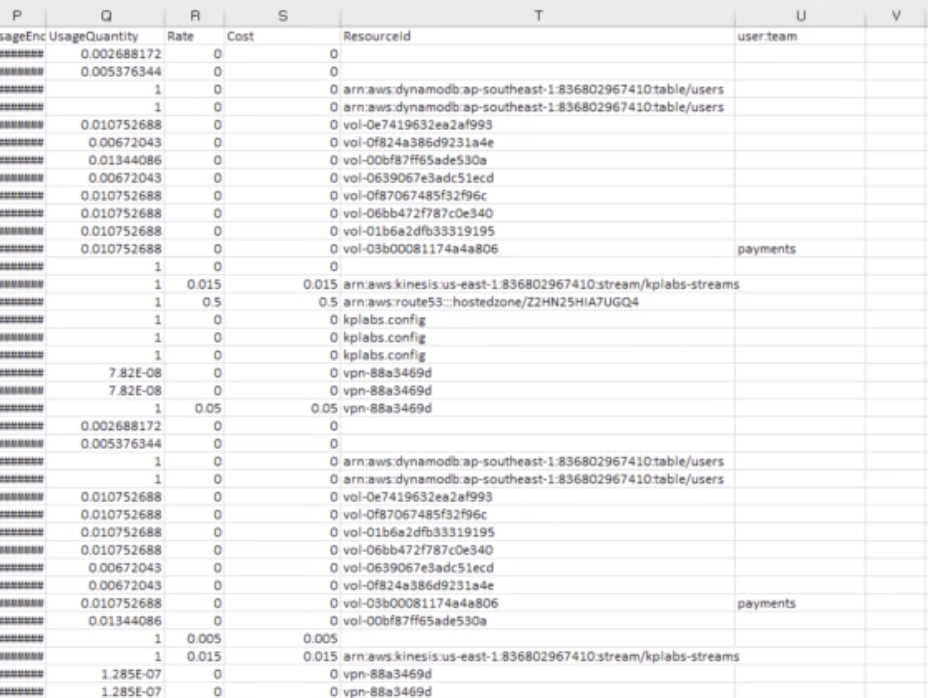 P Q R S T U V
sageEnc UsageQuantity Rate Cost ResourceId user:team
####### 0.002688172 0 0
####### 0.005376344 0 0
####### 1 0 0 arn:aws:dynamodb:ap-southeast-1:836802967410:table/users
####### 1 0 0 arn:aws:dynamodb:ap-southeast-1:836802967410:table/users
####### 0.010752688 0 0 vol-0e7419632ea2af993
####### 0.00672043 0 0 vol-0f824a386d9231a4e
####### 0.01344086 0 0 vol-00bf87ff65ade530a
####### 0.00672043 0 0 vol-0639067e3adc51ecd
####### 0.010752688 0 0 vol-0f87067485f32f96c
####### 0.010752688 0 0 vol-06bb472f787c0e340
####### 0.010752688 0 0 vol-01b6a2dfb33319195
####### 0.010752688 0 0 vol-03b00081174a4a806 payments
####### 1 0 0
####### 1 0.015 0.015 arn:aws:kinesis:us-east-1:836802967410:stream/kplabs-streams
####### 1 0.5 0.5 arn:aws:route53:::hostedzone/Z2HN25HIA7UGQ4
####### 1 0 0 kplabs.config
####### 1 0 0 kplabs.config
####### 1 0 0 kplabs.config
####### 7.82E-08 0 0 vpn-88a3469d
####### 7.82E-08 0 0 vpn-88a3469d
####### 1 0.05 0.05 vpn-88a3469d
####### 0.002688172 0 0
####### 0.005376344 0 0
####### 1 0 0 arn:aws:dynamodb:ap-southeast-1:836802967410:table/users
####### 1 0 0 arn:aws:dynamodb:ap-southeast-1:836802967410:table/users
####### 0.010752688 0 0 vol-0e7419632ea2af993
####### 0.010752688 0 0 vol-0f87067485f32f96c
####### 0.010752688 0 0 vol-01b6a2dfb33319195
####### 0.010752688 0 0 vol-06bb472f787c0e340
####### 0.00672043 0 0 vol-0639067e3adc51ecd
####### 0.00672043 0 0 vol-0f824a386d9231a4e
####### 0.010752688 0 0 vol-03b00081174a4a806 payments
####### 0.01344086 0 0 vol-00bf87ff65ade530a
####### 1 0.005 0.005
####### 1 0.015 0.015 arn:aws:kinesis:us-east-1:836802967410:stream/kplabs-streams
####### 1.285E-07 0 0 vpn-88a3469d
####### 1.285E-07 0 0 vpn-88a3469d